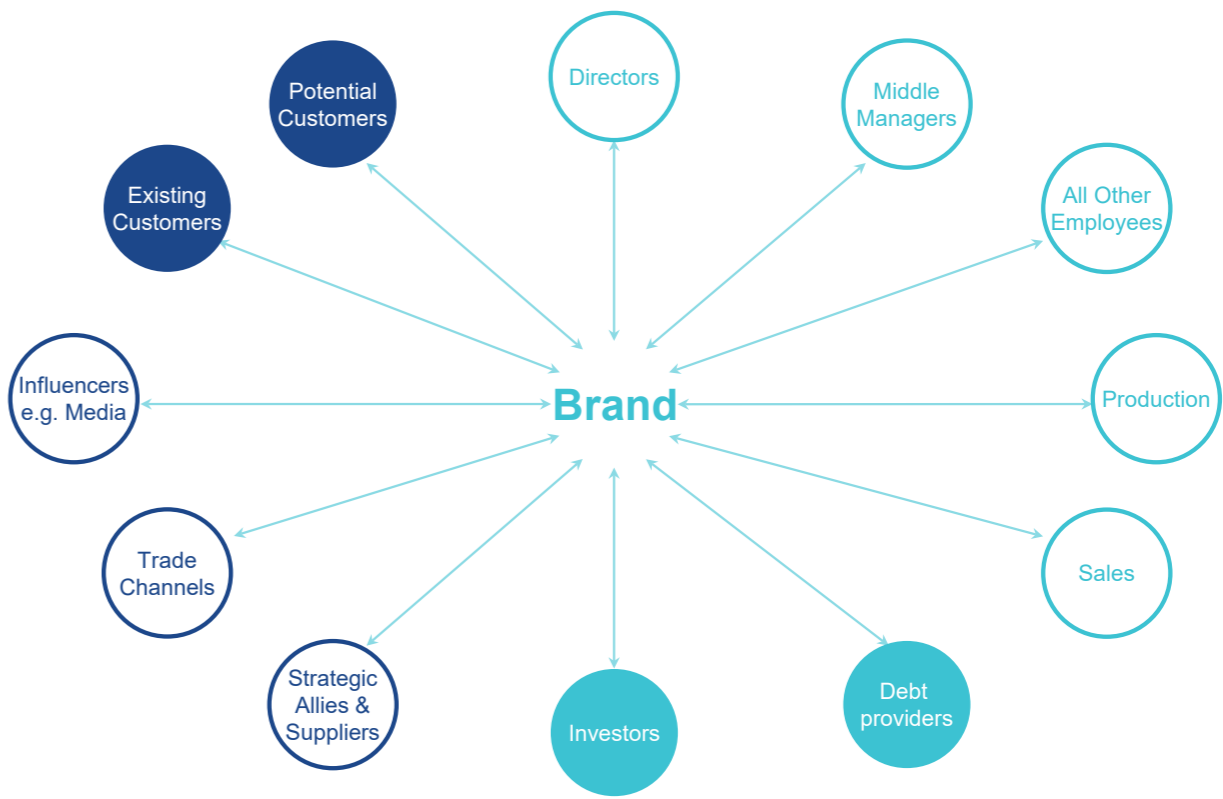 Directors
Potential
Customers
Middle
Managers
Existing
Customers
All Other
Employees
Influencers
e.g. Media
Brand
Production
Trade
Channels
Sales
Strategic
Allies &
Suppliers
Investors
Debt
providers